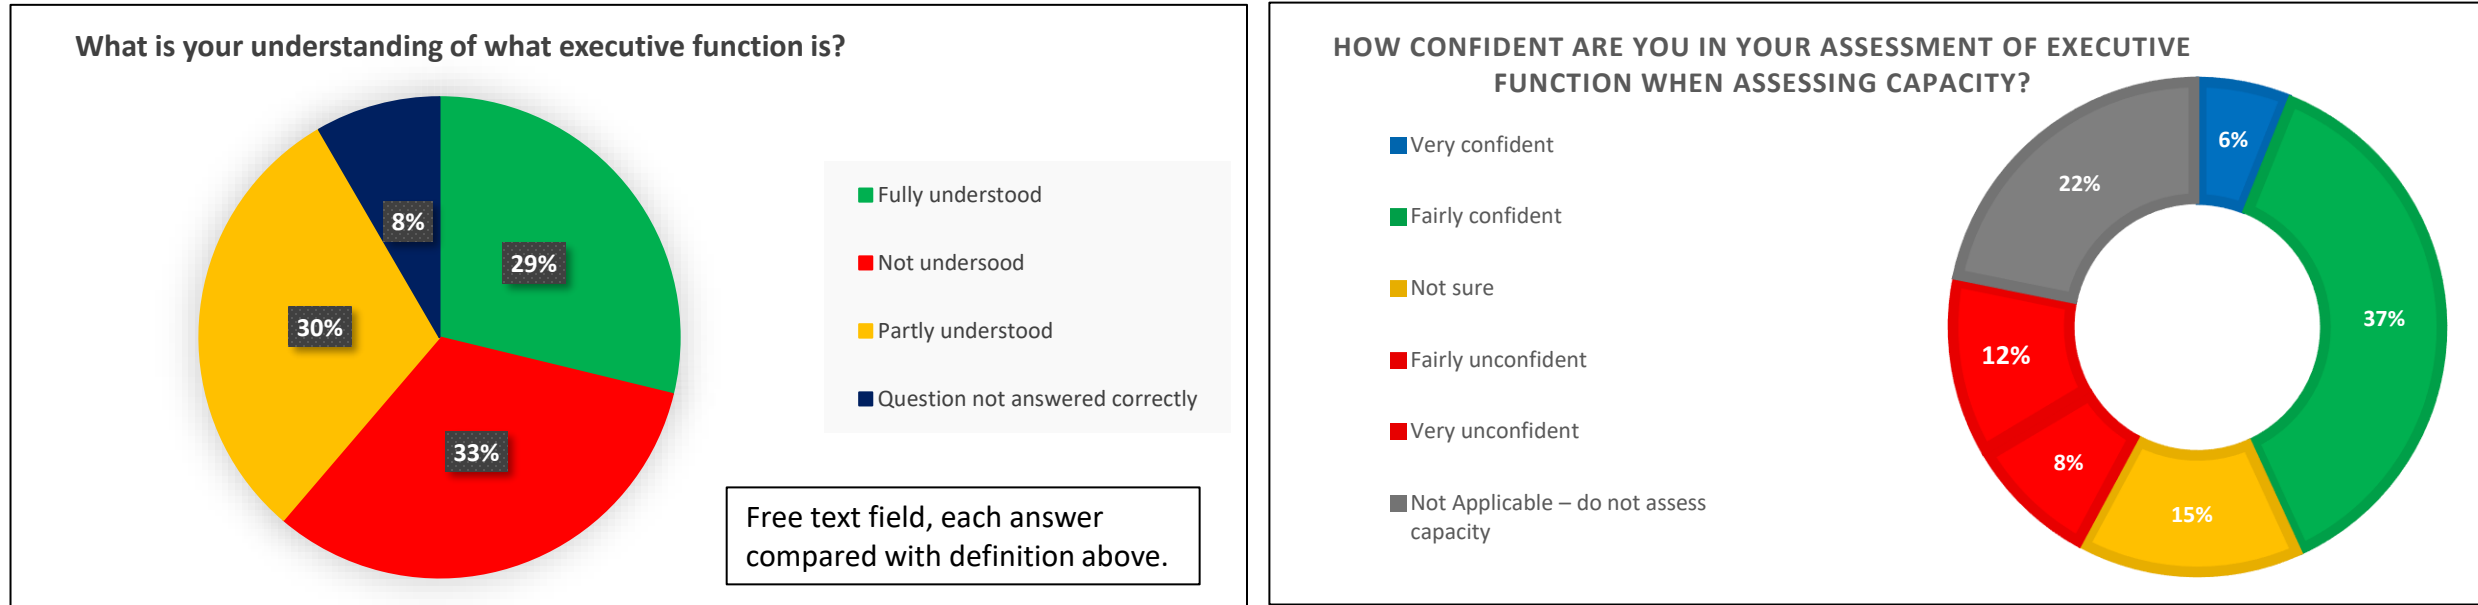 What is your understanding of what executive function is?
8%
29%
30%
33%
Fully understood
Not undersood
Partly understood
Question not answered correctly
Free text field, each answer
compared with definition above.
HOW CONFIDENT ARE YOU IN YOUR ASSESSMENT OF EXECUTIVE
FUNCTION WHEN ASSESSING CAPACITY?
Very confident
Fairly confident
Not sure
Fairly unconfident
Very unconfident
Not Applicable – do not assess
capacity
6%
22%
37%
12%
8%
15%